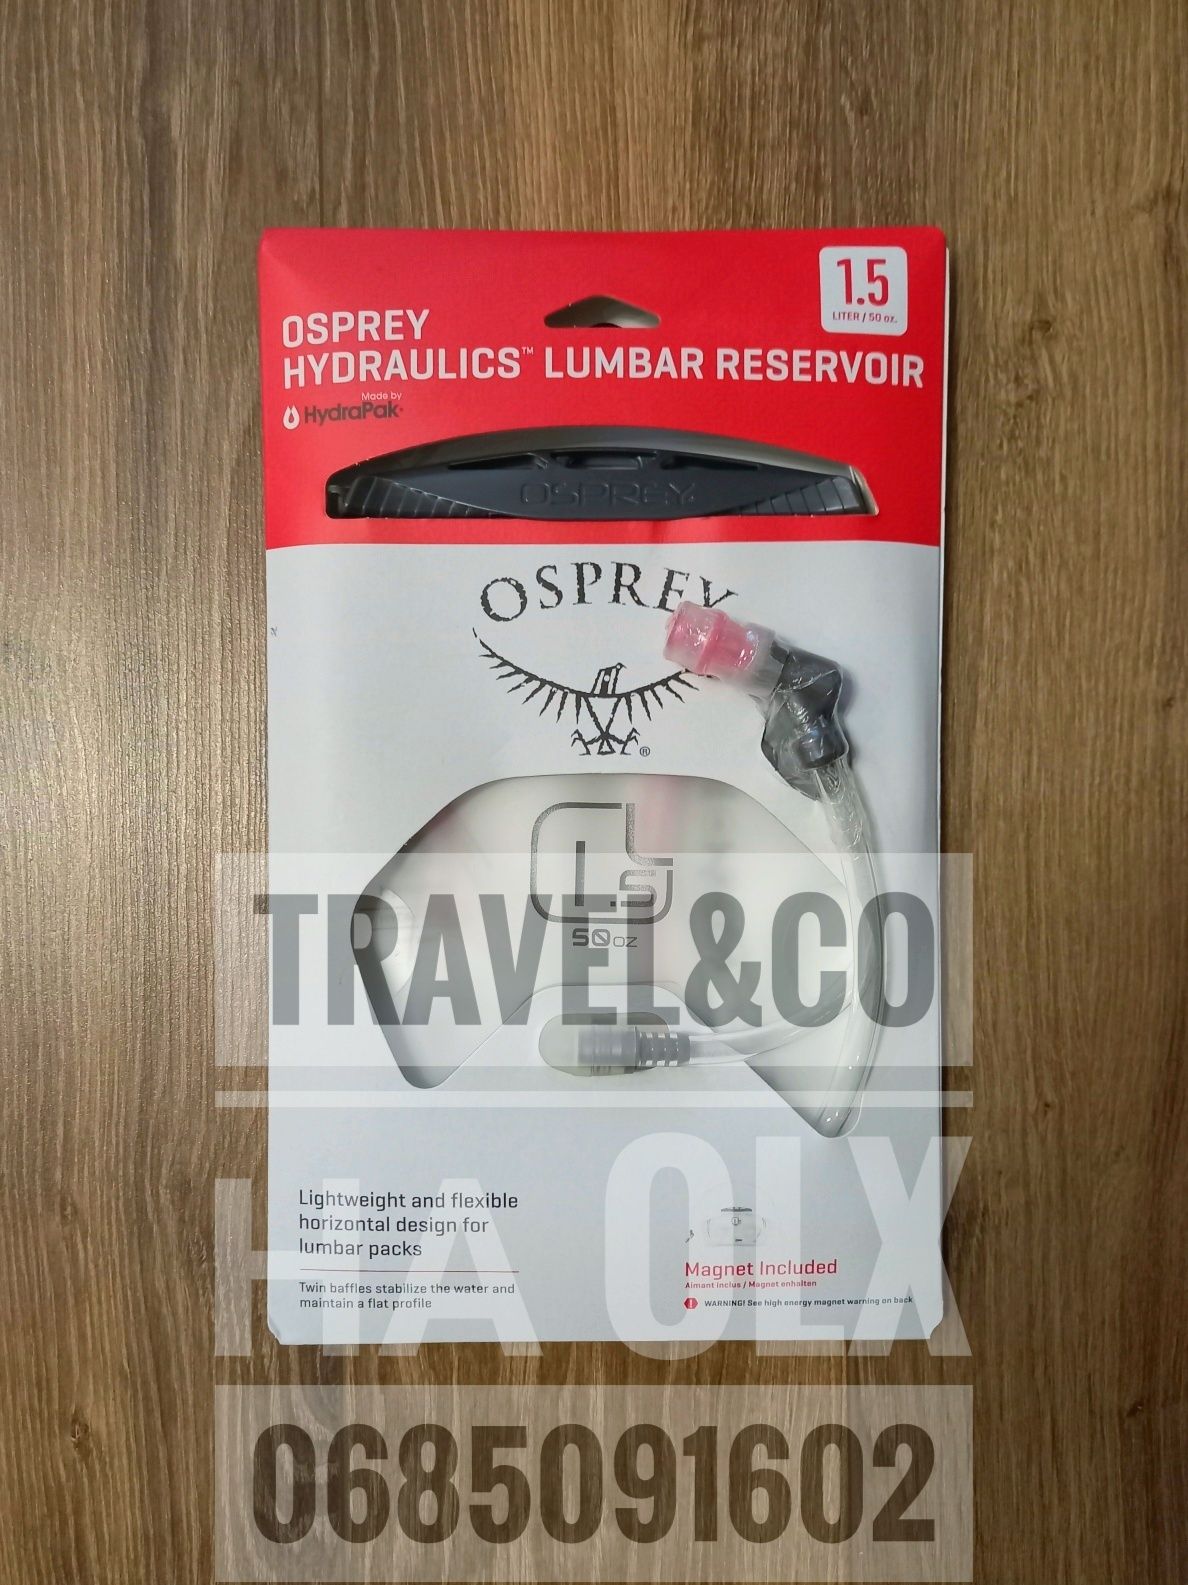 1.5
LITER / 50 oz.
OSPREY
HYDRAULICS™ LUMBAR RESERVOIR
Made by
HydraPak
OSPREY
OSPREY
®
1.5
50 OZ
TRAVEL&CO
НА OLX
Lightweight and flexible
horizontal design for
lumbar packs
Twin baffles stabilize the water and
maintain a flat profile
Magnet Included
Aimant inclus / Magnet enhalten
WARNING! See high energy magnet warning on back
0685091602